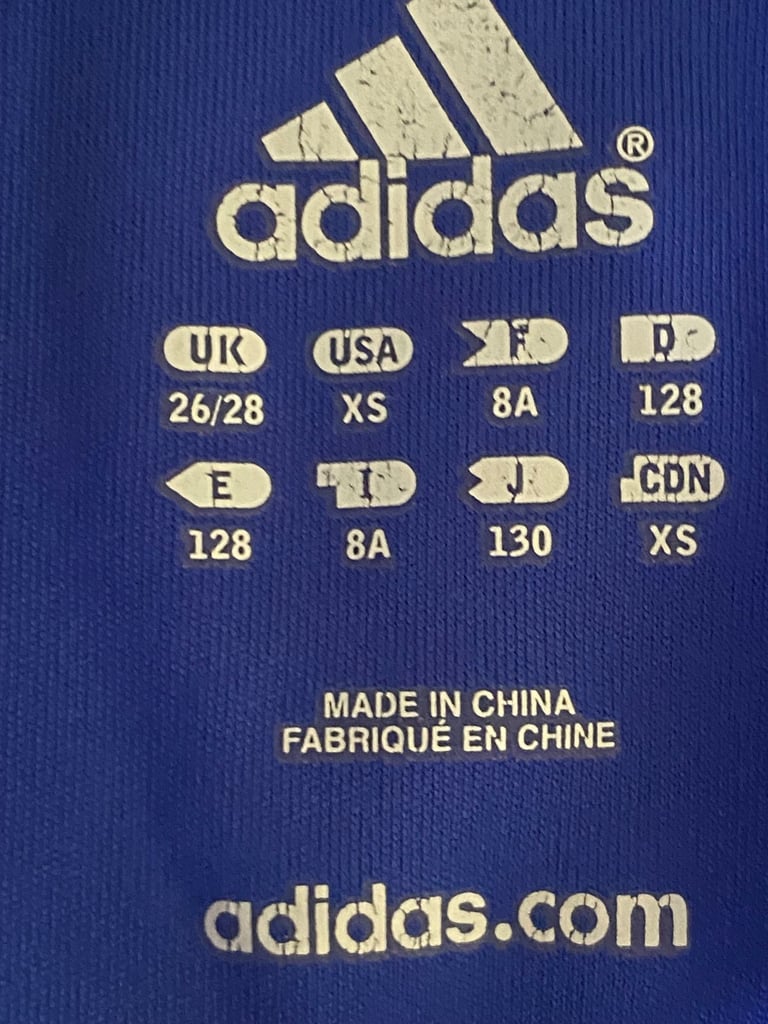 adidas®
UK USA F D
26/28 XS 8A 128
E I J CDN
128 8A 130 XS
MADE IN CHINA
FABRIQUÉ EN CHINE
adidas.com